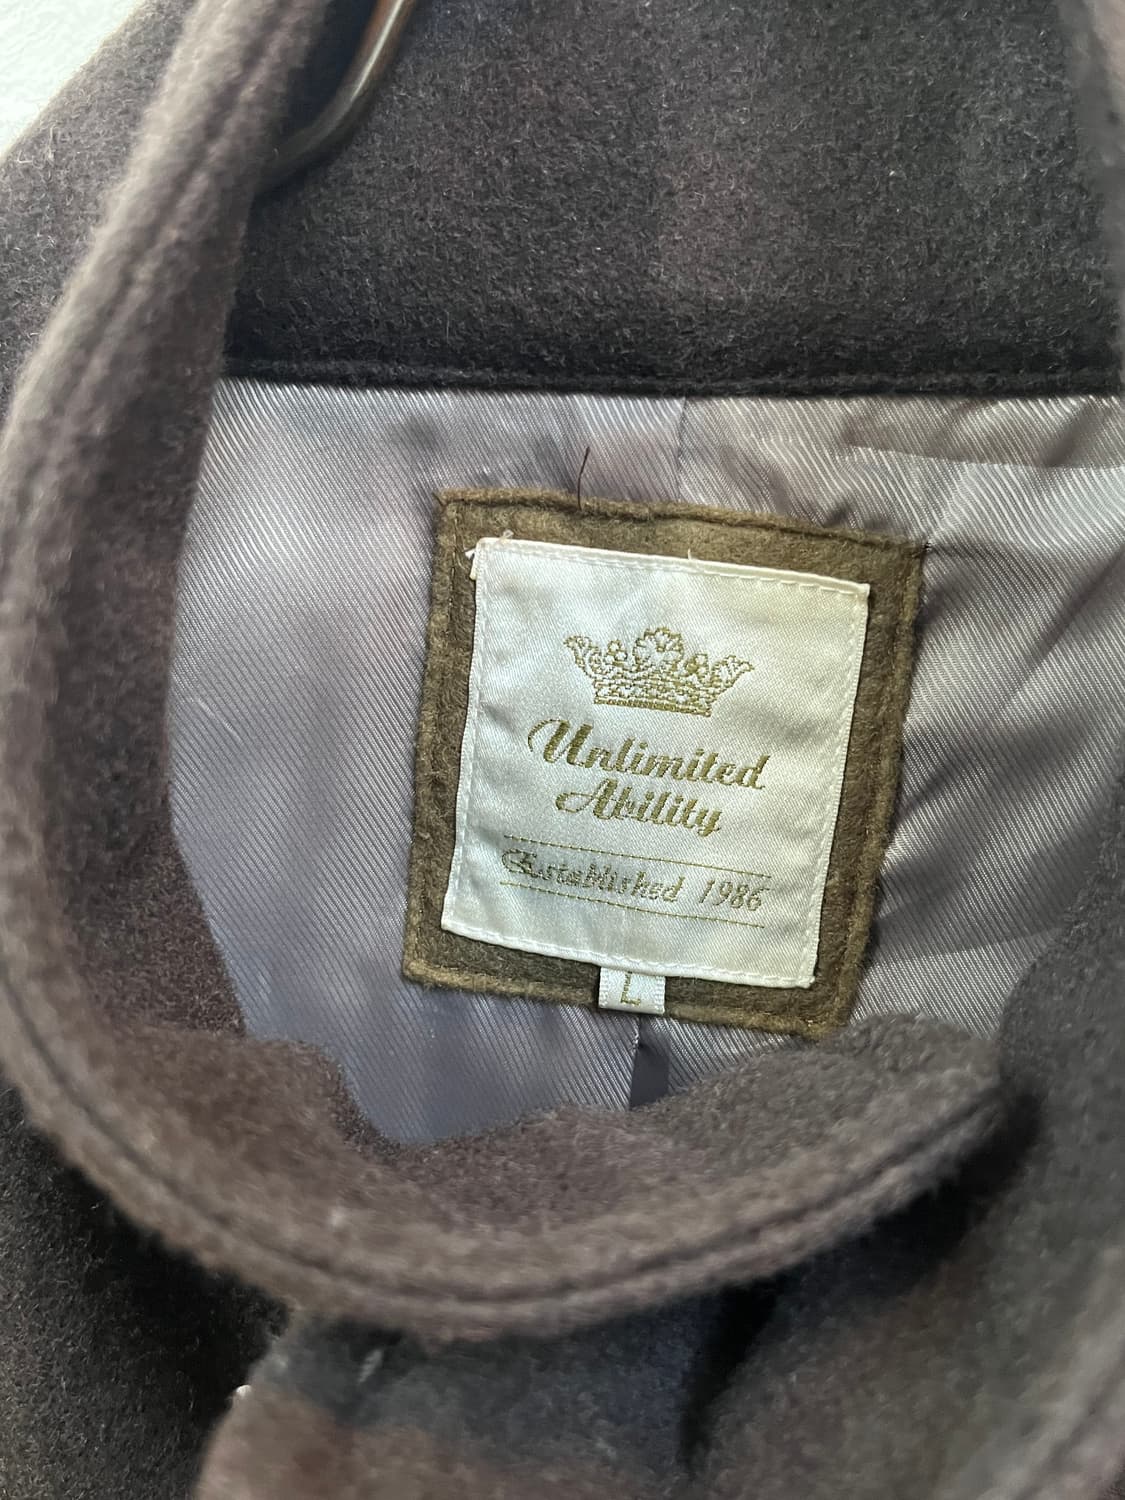 Unlimited
Ability
Established 1986
L